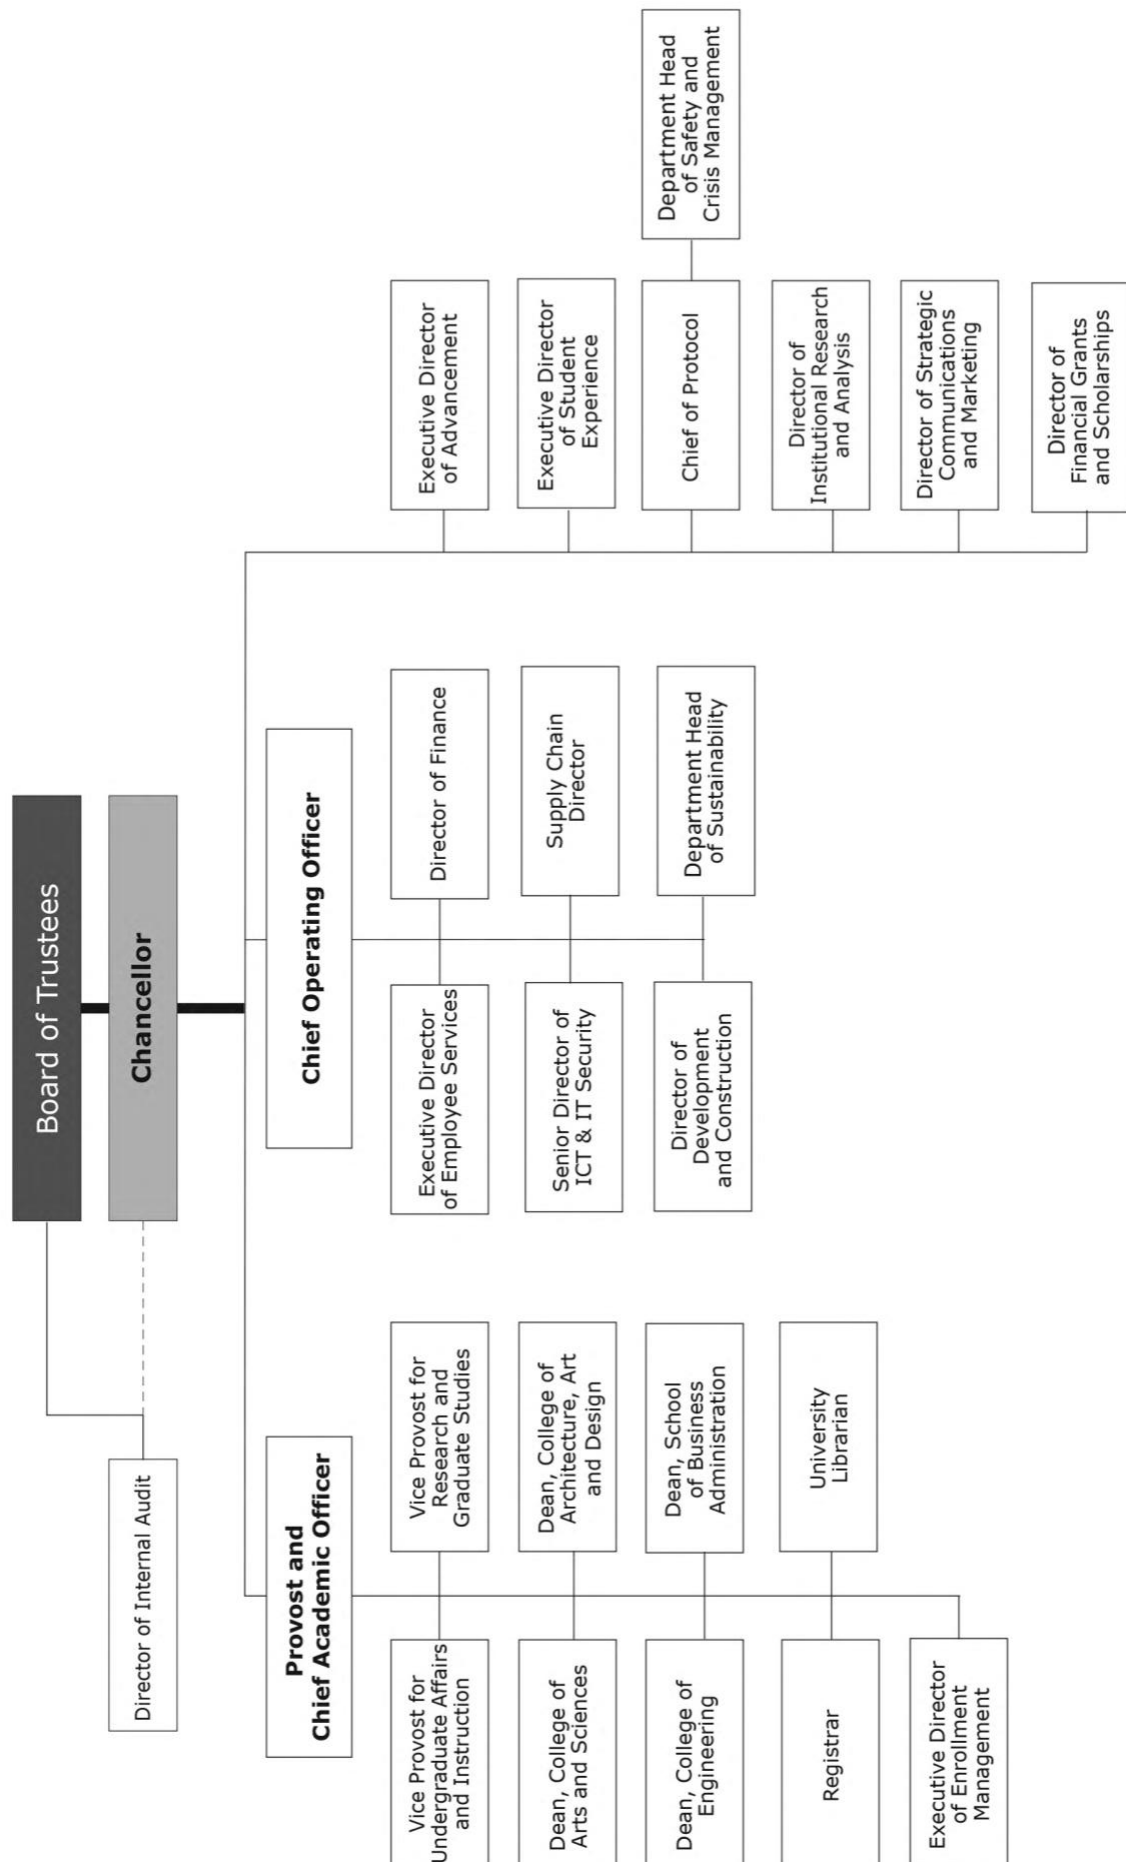 Board of Trustees
Chancellor
Director of Internal Audit
Provost and
Chief Academic Officer
Vice Provost for
Undergraduate Affairs
and Instruction
Vice Provost for
Research and
Graduate Studies
Dean, College of
Arts and Sciences
Dean, College of
Architecture, Art
and Design
Dean, College of
Engineering
Dean, School
of Business
Administration
Registrar
University
Librarian
Executive Director
of Enrollment
Management
Chief Operating Officer
Executive Director
of Employee Services
Director of Finance
Senior Director of
ICT & IT Security
Supply Chain
Director
Director of
Development
and Construction
Department Head
of Sustainability
Executive Director
of Advancement
Executive Director
of Student
Experience
Chief of Protocol
Department Head
of Safety and
Crisis Management
Director of
Institutional Research
and Analysis
Director of Strategic
Communications
and Marketing
Director of
Financial Grants
and Scholarships